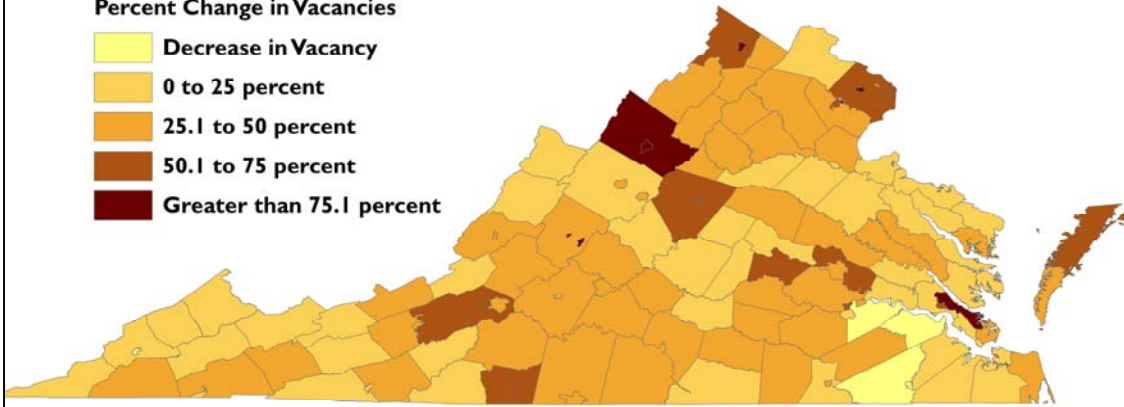 Percent Change in Vacancies
Decrease in Vacancy
0 to 25 percent
25.1 to 50 percent
50.1 to 75 percent
Greater than 75.1 percent